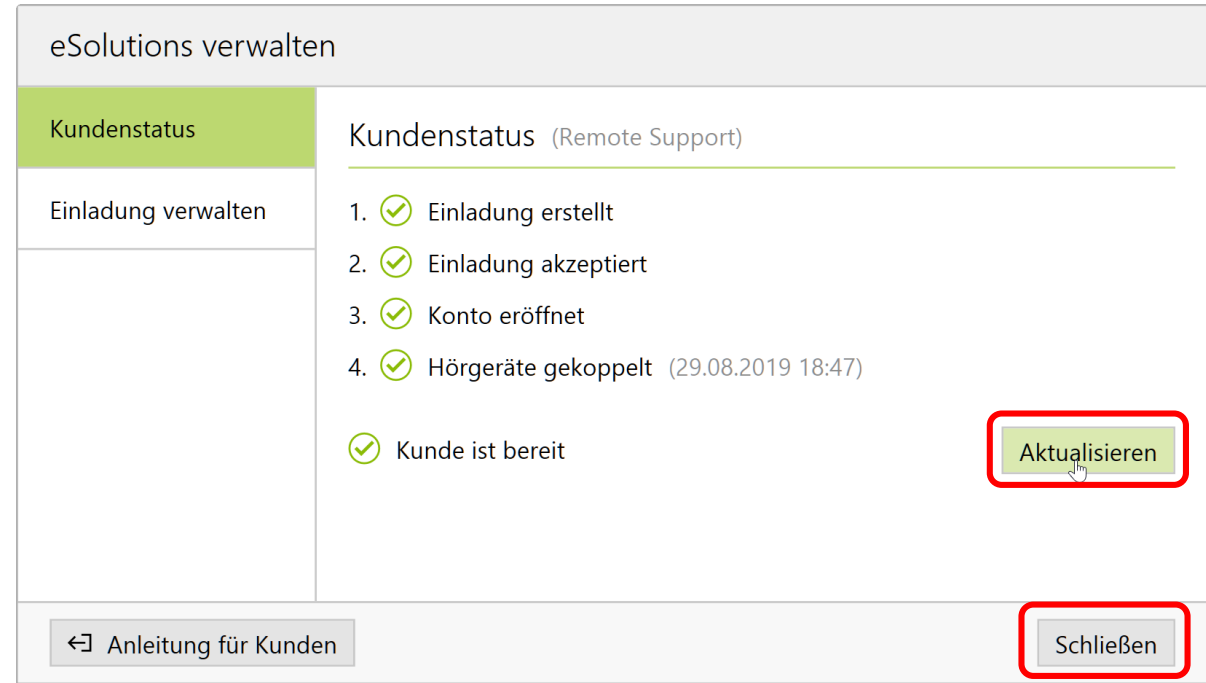 eSolutions verwalten
Kundenstatus
Einladung verwalten
Kundenstatus (Remote Support)
1. Einladung erstellt
2. Einladung akzeptiert
3. Konto eröffnet
4. Hörgeräte gekoppelt (29.08.2019 18:47)
Kunde ist bereit
Aktualisieren
Anleitung für Kunden
Schließen